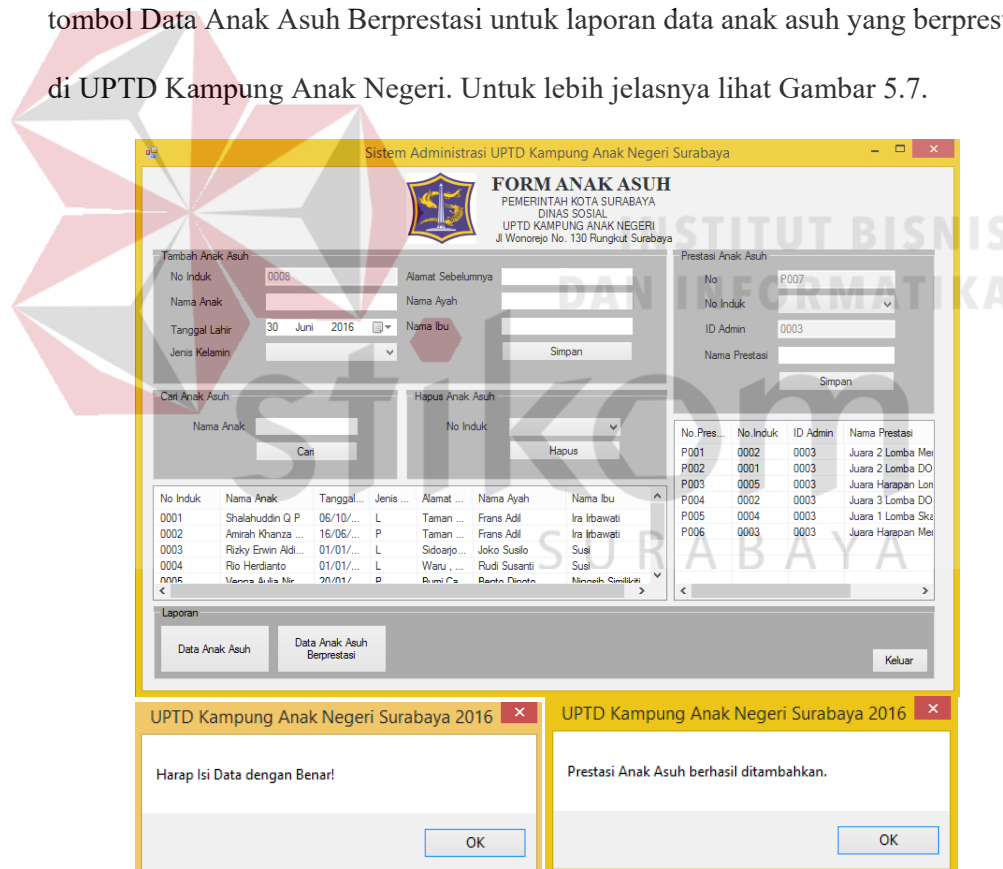 tombol Data Anak Asuh Berprestasi untuk laporan data anak asuh yang
di UPTD Kampung Anak Negeri. Untuk lebih jelasnya lihat Gambar 5.7.
Sistem Administrasi UPTD Kampung Anak Negeri Surabaya
FORM ANAK ASUH
PEMERINTAH KOTA SURABAYA
DINAS SOSIAL
UPTD KAMPUNG ANAK NEGERI
Jl Wonorejo No. 130 Rungkut Surabaya
INSTITUT BISNIS
DAN INFORMATIKA
stikom
SURABAYA
Tambah Anak Asuh
No Induk 0008 Alamat Sebelumnya
Nama Anak Nama Ayah
Tanggal Lahir 30 Juni 2016 Nama Ibu
Jenis Kelamin Simpan
Prestasi Anak Asuh
No P007
No Induk
ID Admin 0003
Nama Prestasi
Simpan
Cari Anak Asuh
Nama Anak
Cari
Hapus Anak Asuh
No Induk
Hapus
No Induk Nama Anak Tanggal... Jenis ... Alamat ... Nama Ayah Nama Ibu
0001 Shalahuddin Q P 06/10/... L Taman ... Frans Adil Ira Irbawati
0002 Amirah Khanza ... 16/06/... P Taman ... Frans Adil Ira Irbawati
0003 Rizky Erwin Aldi... 01/01/... L Sidoarjo... Joko Susilo Susi
0004 Rio Herdianto 01/01/... L Waru , ... Rudi Susanti Susi
0005 20/01/ P
No.Pres... No.Induk ID Admin Nama Prestasi
P001 0002 0003 Juara 2 Lomba
P002 0001 0003 Juara 2 Lomba DO
P003 0005 0003 Juara Harapan
P004 0002 0003 Juara 3 Lomba DO
P005 0004 0003 Juara 1 Lomba
P006 0003 0003 Juara Harapan
Laporan
Data Anak Asuh
Data Anak Asuh
Berprestasi
Keluar
UPTD Kampung Anak Negeri Surabaya 2016
Harap Isi Data dengan Benar!
OK
UPTD Kampung Anak Negeri Surabaya 2016
Prestasi Anak Asuh berhasil ditambahkan.
OK